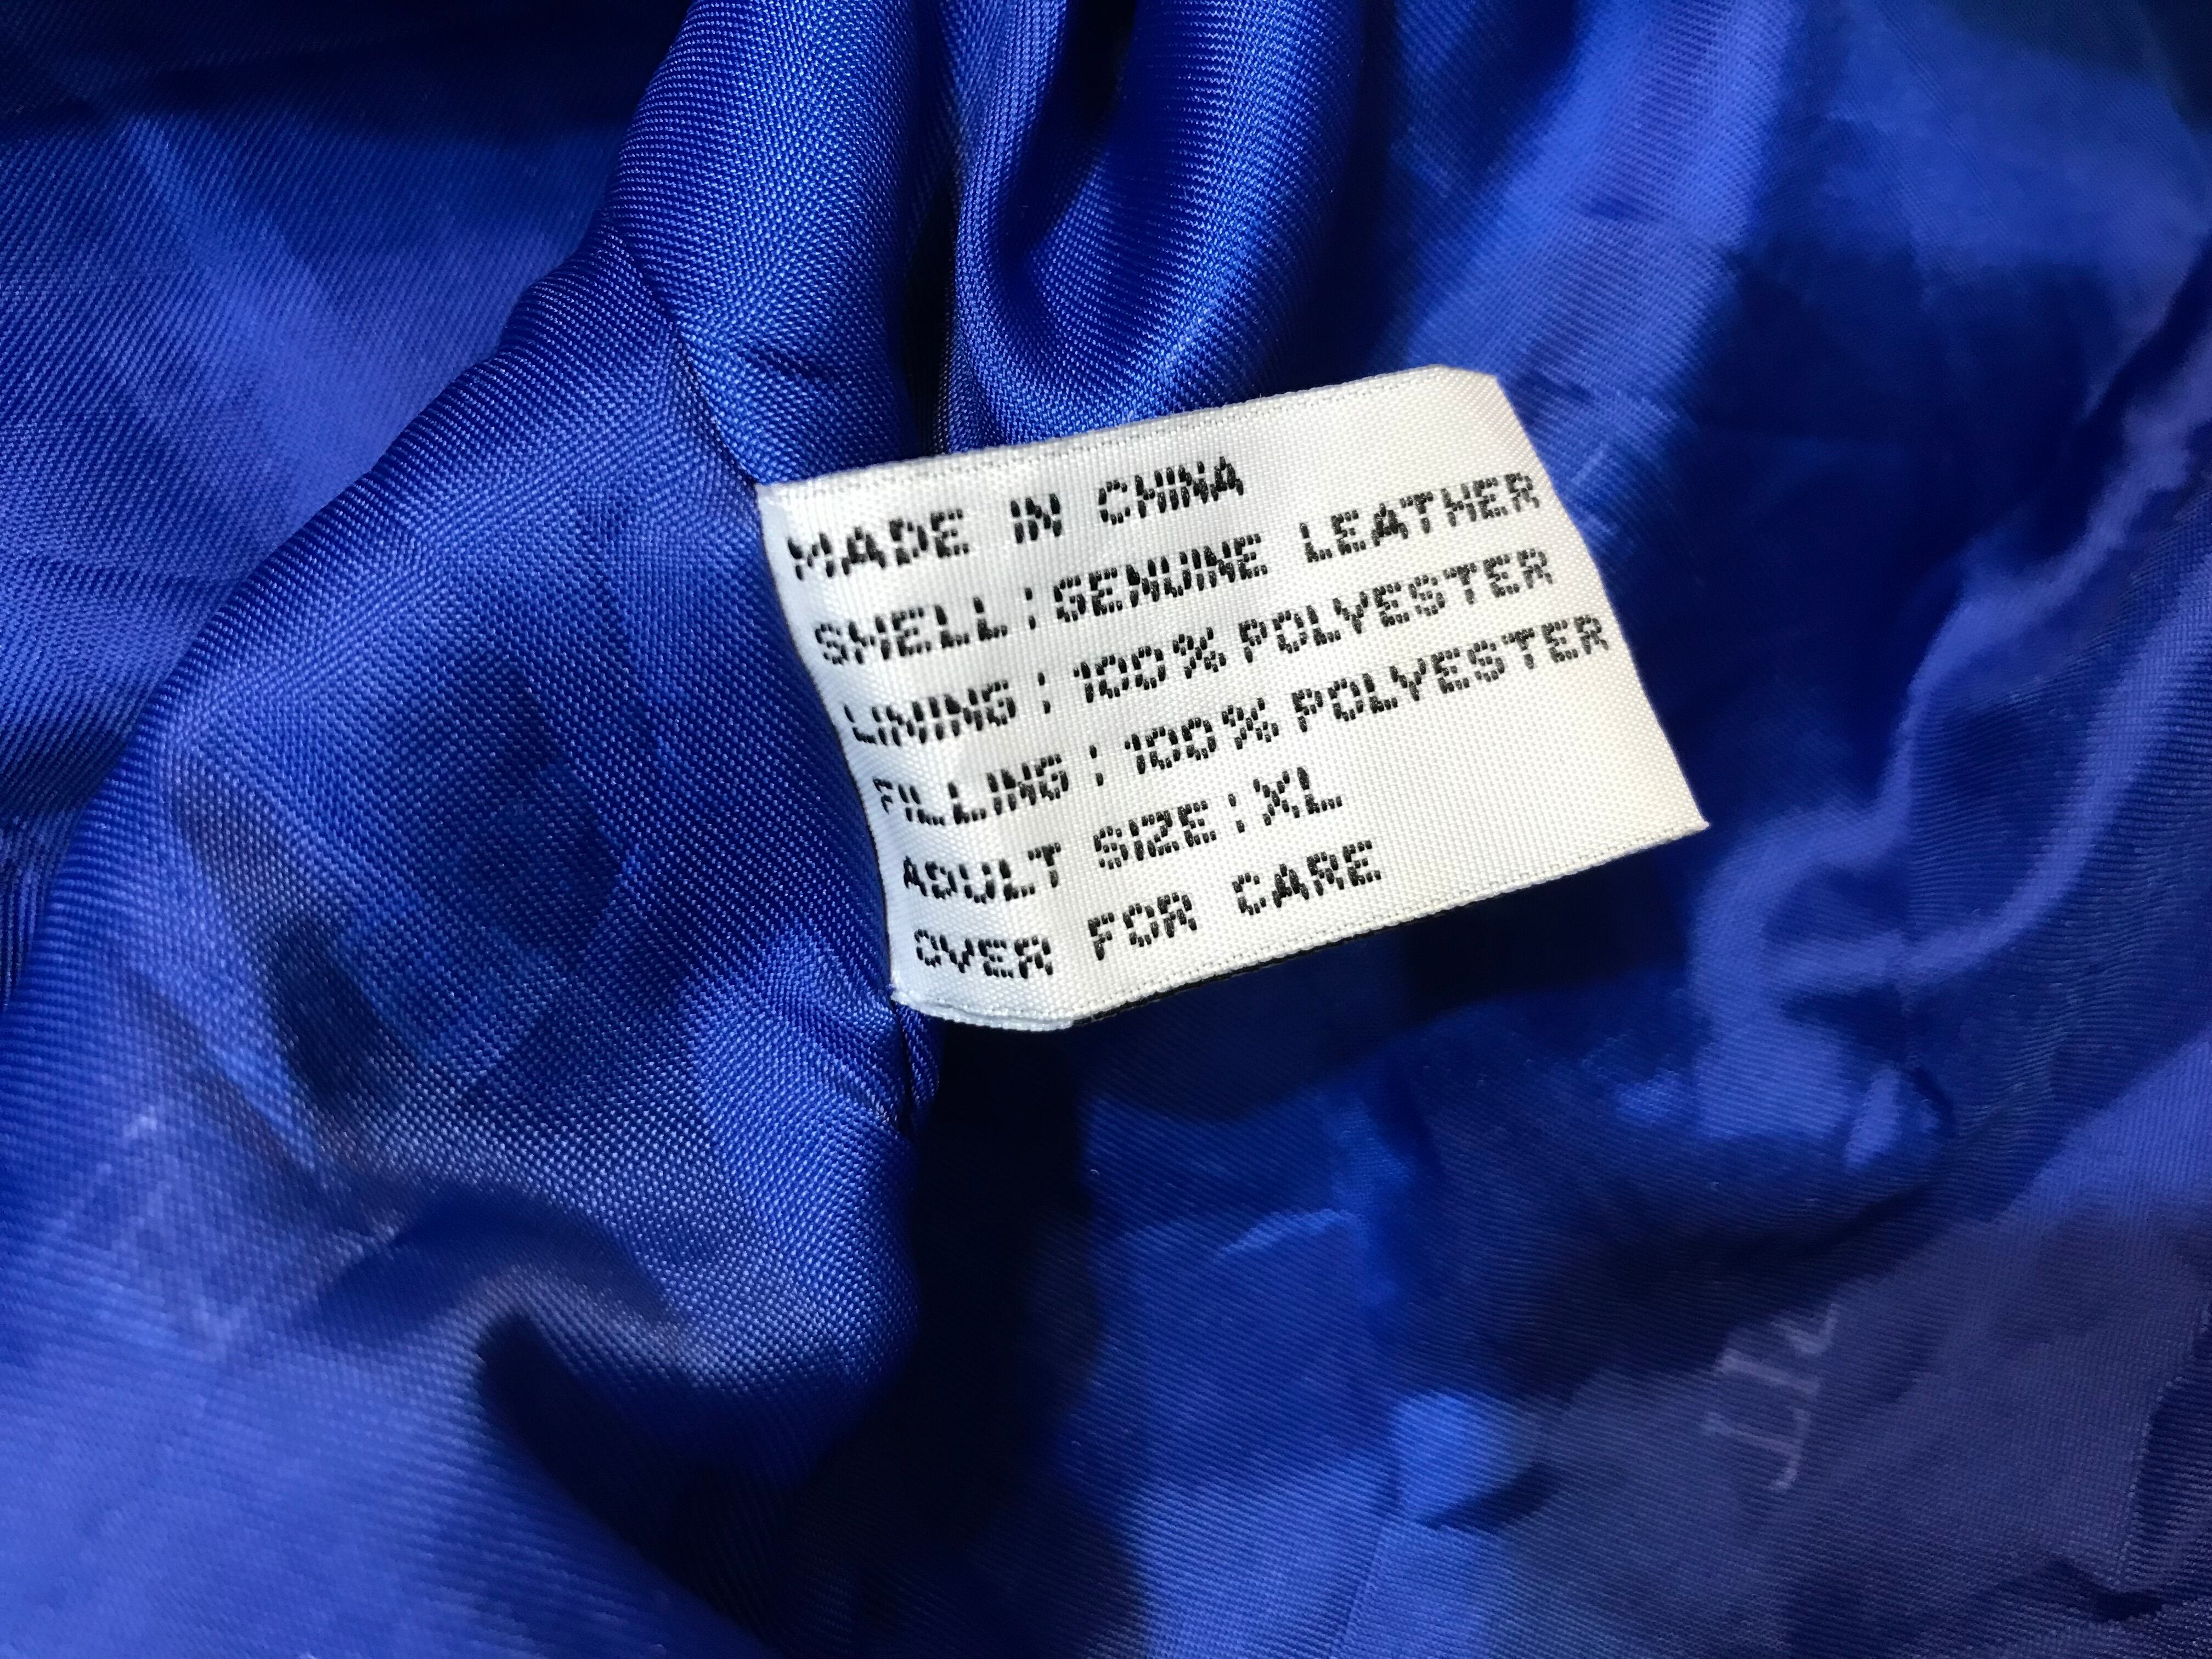 MADE IN CHINA
SHELL:GENUINE LEATHER
LINING:100%POLYESTER
FILLING:100%POLYESTER
ADULT SIZE:XL
OVER FOR CARE